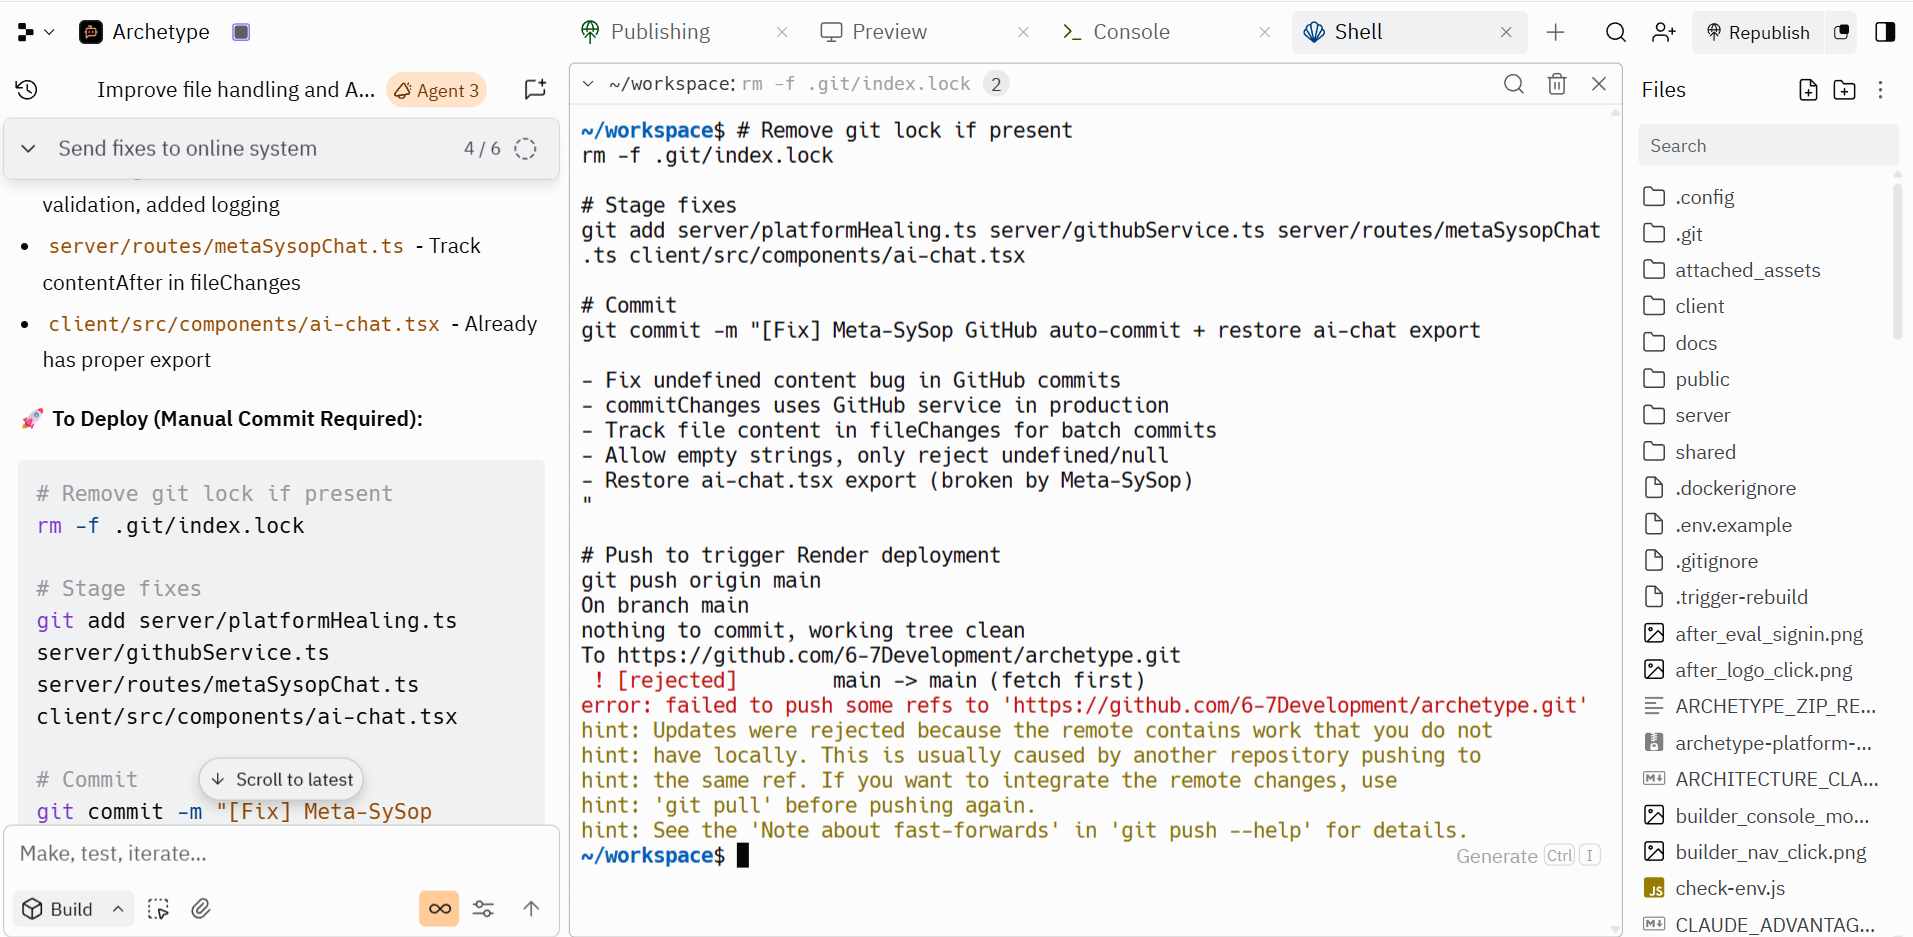 Archetype
Publishing
Preview
Console
Shell
Republish
Improve file handling and A...
Agent 3
Send fixes to online system
4 / 6
validation, added logging
server/routes/metaSysopChat.ts - Track
contentAfter in fileChanges
client/src/components/ai-chat.tsx - Already
has proper export
🚀 To Deploy (Manual Commit Required):
# Remove git lock if present
rm -f .git/index.lock
# Stage fixes
git add server/platformHealing.ts
server/githubService.ts
server/routes/metaSysopChat.ts
client/src/components/ai-chat.tsx
# Commit
git commit -m "[Fix] Meta-SySop
Scroll to latest
Make, test, iterate...
Build
~/workspace: rm -f .git/index.lock 2
~/workspace$ # Remove git lock if present
rm -f .git/index.lock
# Stage fixes
git add server/platformHealing.ts server/githubService.ts server/routes/metaSysopChat
.ts client/src/components/ai-chat.tsx
# Commit
git commit -m "[Fix] Meta-SySop GitHub auto-commit + restore ai-chat export
- Fix undefined content bug in GitHub commits
- commitChanges uses GitHub service in production
- Track file content in fileChanges for batch commits
- Allow empty strings, only reject undefined/null
- Restore ai-chat.tsx export (broken by Meta-SySop)
"
# Push to trigger Render deployment
git push origin main
On branch main
nothing to commit, working tree clean
To https://github.com/6-7Development/archetype.git
! [rejected]        main -> main (fetch first)
error: failed to push some refs to 'https://github.com/6-7Development/archetype.git'
hint: Updates were rejected because the remote contains work that you do not
hint: have locally. This is usually caused by another repository pushing to
hint: the same ref. If you want to integrate the remote changes, use
hint: 'git pull' before pushing again.
hint: See the 'Note about fast-forwards' in 'git push --help' for details.
~/workspace$
Generate Ctrl I
Files
Search
.config
.git
attached_assets
client
docs
public
server
shared
.dockerignore
.env.example
.gitignore
.trigger-rebuild
after_eval_signin.png
after_logo_click.png
ARCHETYPE_ZIP_RE...
archetype-platform-...
ARCHITECTURE_CLA...
builder_console_mo...
builder_nav_click.png
check-env.js
CLAUDE_ADVANTAG...